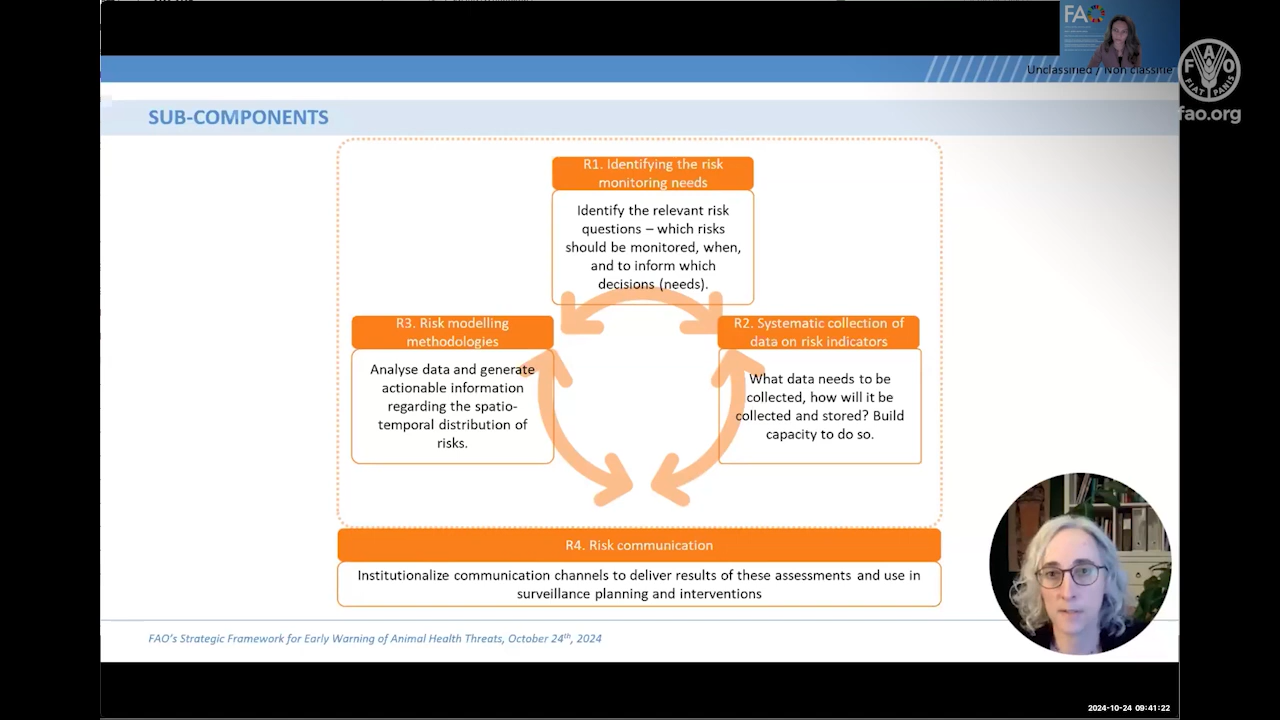 FAO
Unclassified / Non classifie
FAO
FIAT PANIS
fao.org
SUB-COMPONENTS
R1. Identifying the risk
monitoring needs
Identify the relevant risk
questions – which risks
should be monitored, when,
and to inform which
decisions (needs).
R3. Risk modelling
methodologies
Analyse data and generate
actionable information
regarding the spatio-
temporal distribution of
risks.
R2. Systematic collection of
data on risk indicators
What data needs to be
collected, how will it be
collected and stored? Build
capacity to do so.
R4. Risk communication
Institutionalize communication channels to deliver results of these assessments and use in
surveillance planning and interventions
FAO's Strategic Framework for Early Warning of Animal Health Threats, October 24th, 2024
2024-10-24 09:41:22